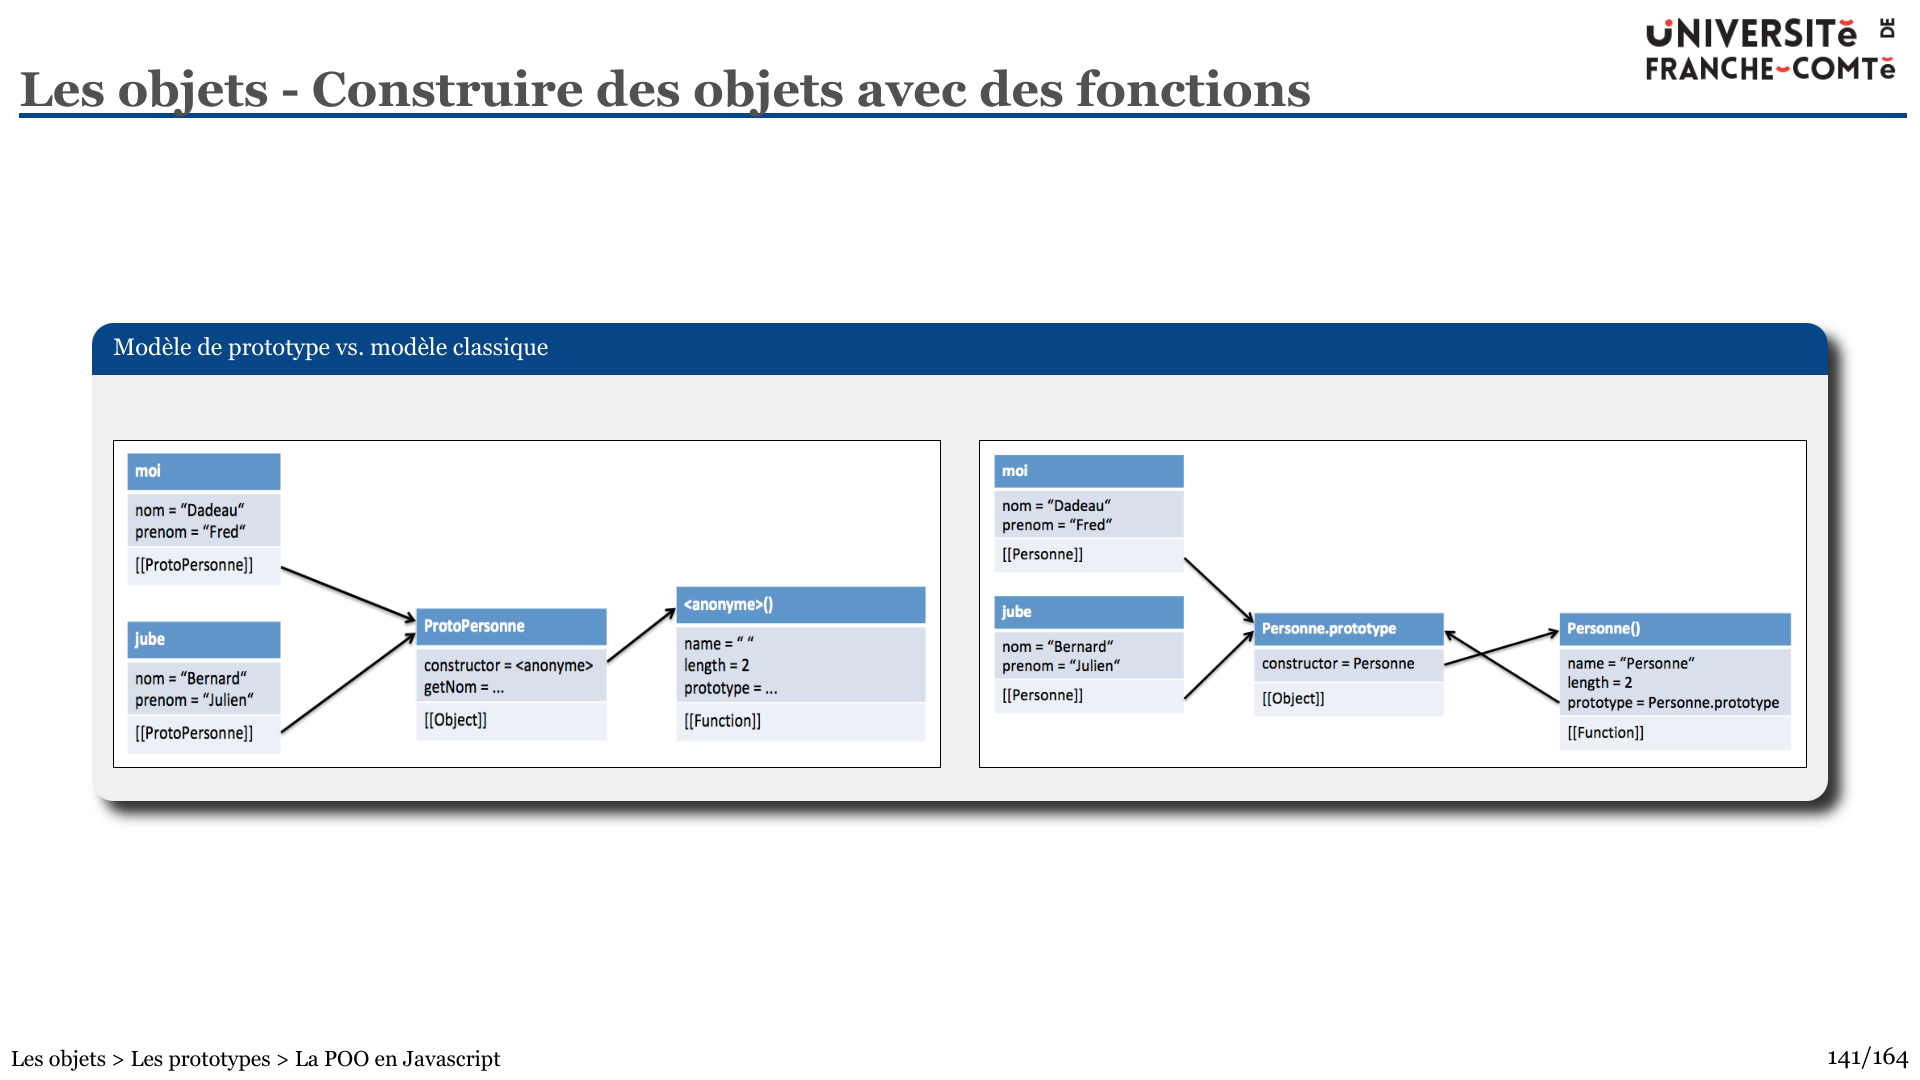 UNIVERSITĕ DE
FRANCHE-COMTĕ
Les objets - Construire des objets avec des fonctions
Modèle de prototype vs. modèle classique
moi
nom = “Dadeau“
prenom = “Fred“
[[ProtoPersonne]]
jube
nom = “Bernard“
prenom = “Julien“
[[ProtoPersonne]]
ProtoPersonne
constructor = <anonyme>
getNom = ...
[[Object]]
<anonyme>()
name = “ “
length = 2
prototype = ...
[[Function]]
moi
nom = “Dadeau“
prenom = “Fred“
[[Personne]]
jube
nom = “Bernard“
prenom = “Julien“
[[Personne]]
Personne.prototype
constructor = Personne
[[Object]]
Personne()
name = “Personne“
length = 2
prototype = Personne.prototype
[[Function]]
Les objets > Les prototypes > La POO en Javascript
141/164